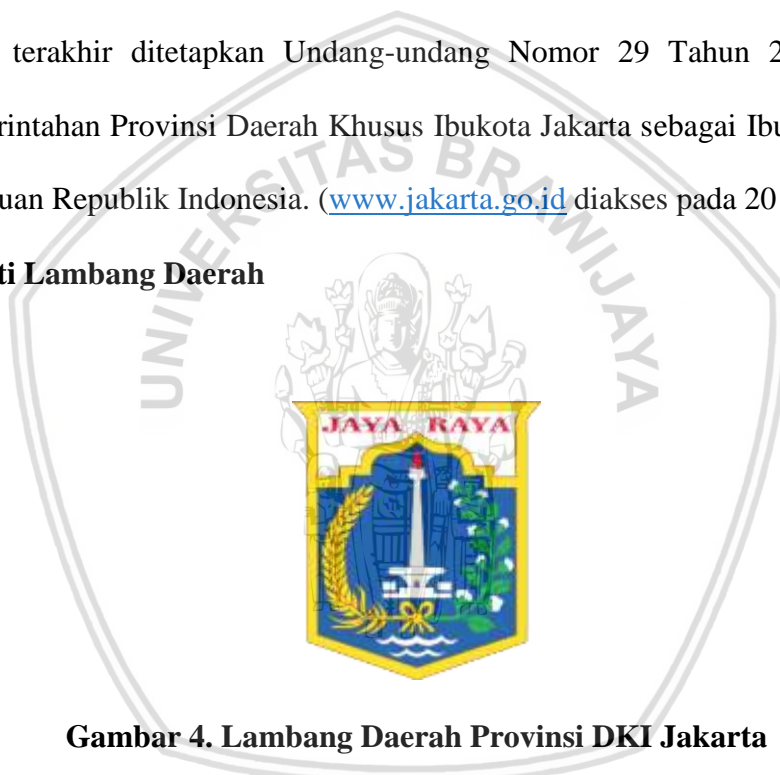 terakhir ditetapkan Undang-undang Nomor 29 Tahun 2
rintahan Provinsi Daerah Khusus Ibukota Jakarta sebagai Ibu
uan Republik Indonesia. (www.jakarta.go.id diakses pada 20
ti Lambang Daerah
UNIVERSITAS BRAWIJAYA
JAYA RAYA
Gambar 4. Lambang Daerah Provinsi DKI Jakarta